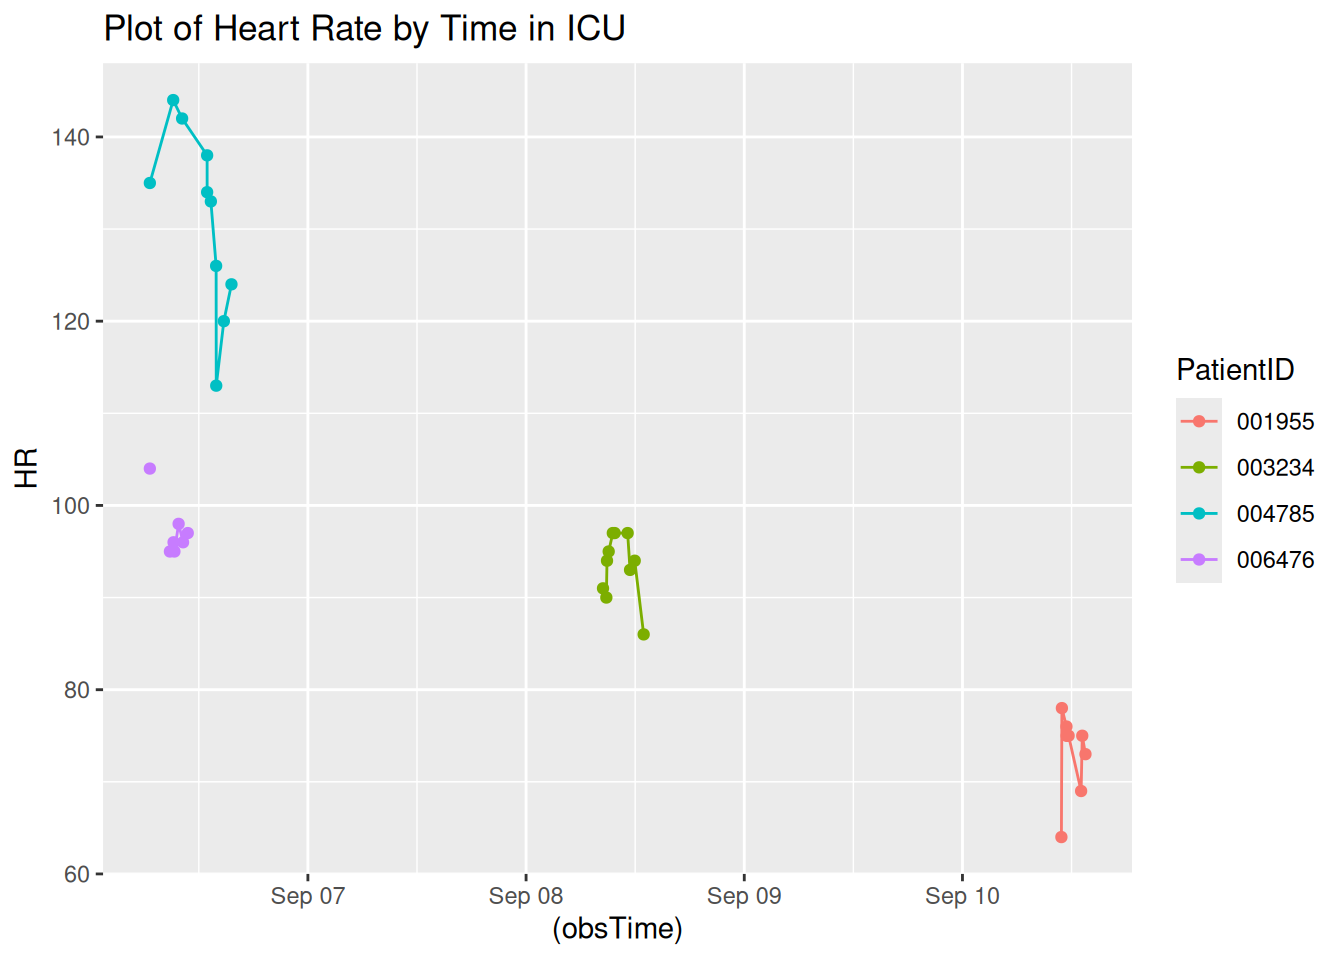 Plot of Heart Rate by Time in ICU
140
120
100
80
60
HR
Sep 07 Sep 08 Sep 09 Sep 10
(obsTime)
PatientID
001955
003234
004785
006476